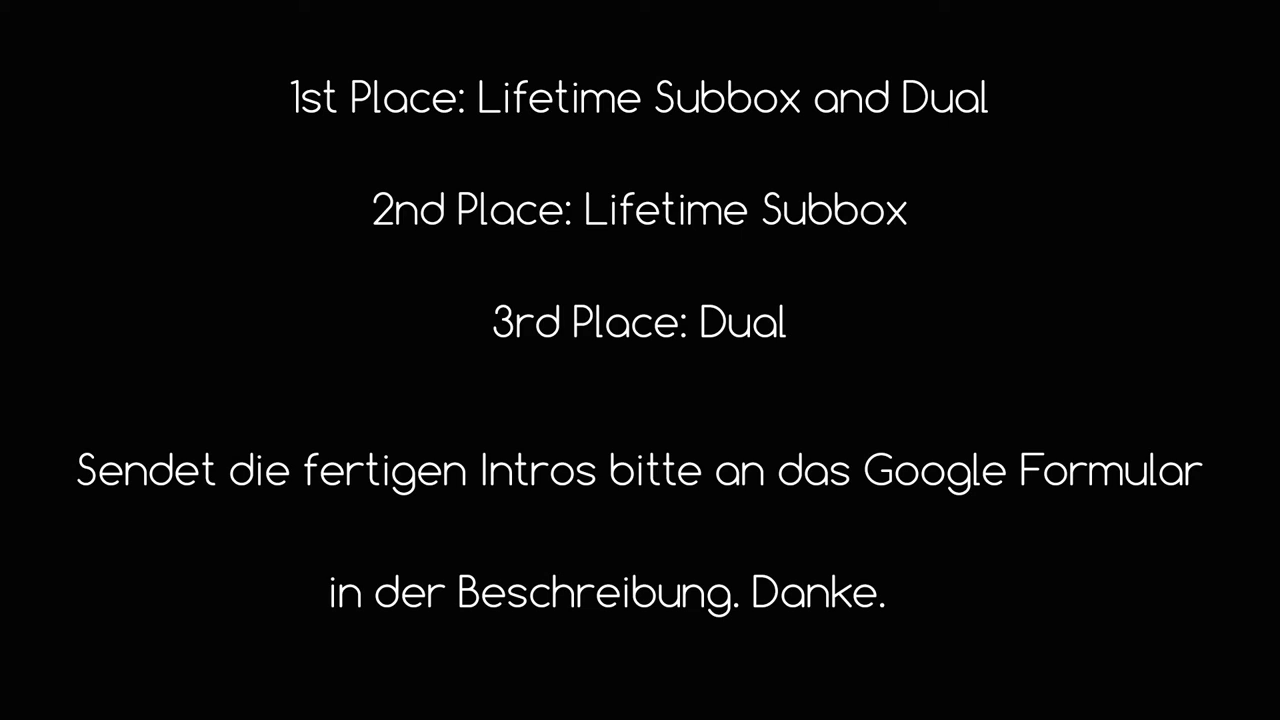 1st Place: Lifetime Subbox and Dual
2nd Place: Lifetime Subbox
3rd Place: Dual
Sendet die fertigen Intros bitte an das Google Formular
in der Beschreibung. Danke.